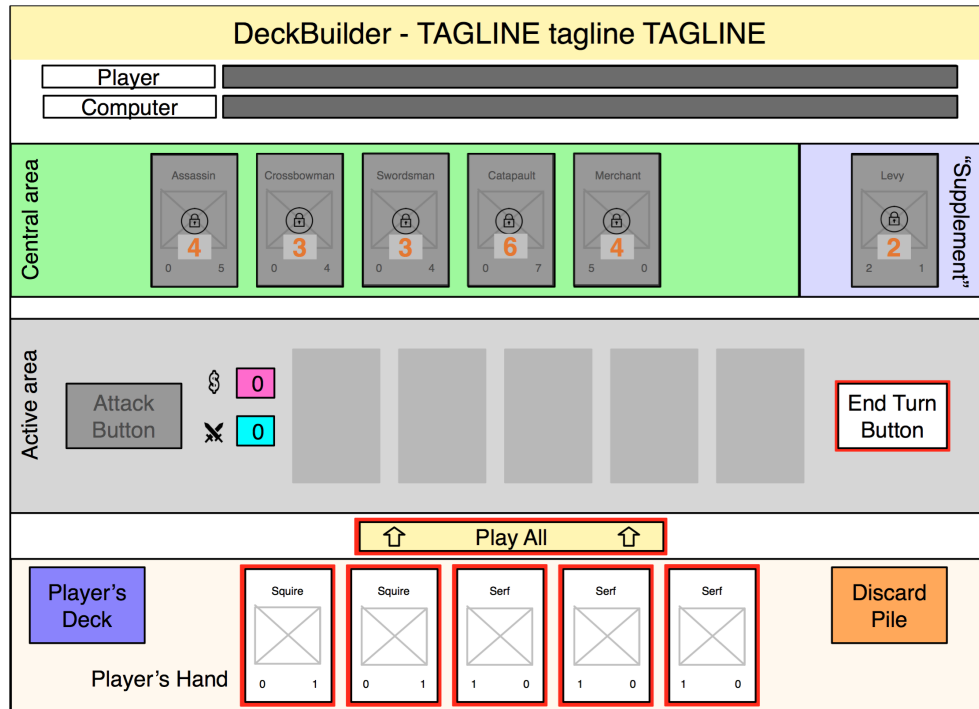 DeckBuilder - TAGLINE tagline TAGLINE
Player
Computer
Central area
Assassin
4
0 5
Crossbowman
3
0 4
Swordsman
3
0 4
Catapult
6
0 7
Merchant
4
5 0
Levy
2
2 1
“Supplement”
Active area
Attack
Button
$ 0
0
End Turn
Button
Play All
Player’s
Deck
Player’s Hand
Squire
0 1
Squire
0 1
Serf
1 0
Serf
1 0
Serf
1 0
Discard
Pile